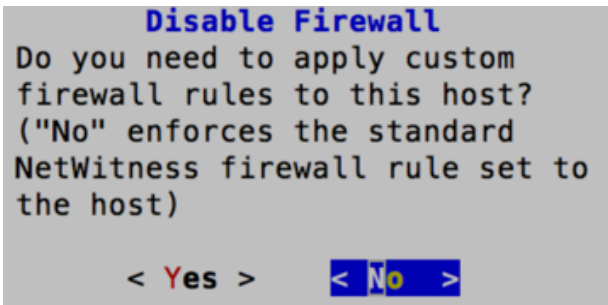 Disable Firewall
Do you need to apply custom
firewall rules to this host?
("No" enforces the standard
NetWitness firewall rule set to
the host)
< Yes > < No >